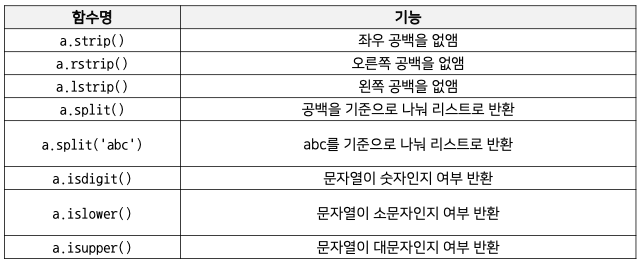 함수명 기능
a.strip() 좌우 공백을 없앰
a.rstrip() 오른쪽 공백을 없앰
a.lstrip() 왼쪽 공백을 없앰
a.split() 공백을 기준으로 나눠 리스트로 반환
a.split('abc') abc를 기준으로 나눠 리스트로 반환
a.isdigit() 문자열이 숫자인지 여부 반환
a.islower() 문자열이 소문자인지 여부 반환
a.isupper() 문자열이 대문자인지 여부 반환